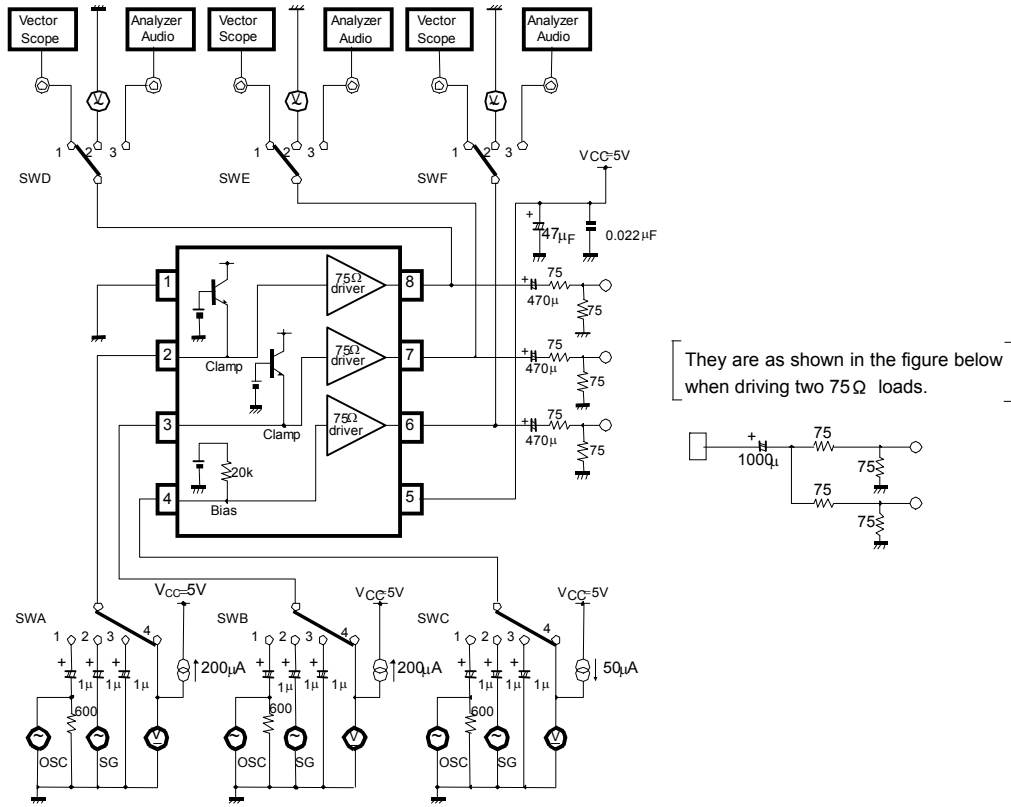 Vector
Scope
Analyzer
Audio
Vector
Scope
Analyzer
Audio
Vector
Scope
Analyzer
Audio
V
V
V
1 2 3
1 2 3
1 2 3
SWD
SWE
SWF
VCC=5V
+
47μF
0.022μF
1
2
3
4
8
7
6
5
75Ω
driver
75Ω
driver
75Ω
driver
Clamp
Clamp
20k
Bias
+
470μ
75
75
+
470μ
75
75
+
470μ
75
75
They are as shown in the figure below
when driving two 75Ω loads.
+
1000μ
75
75
75
75
VCC=5V
VCC=5V
VCC=5V
SWA
1 2 3 4
SWB
1 2 3 4
SWC
1 2 3 4
+ + +
1μ 1μ 1μ
200μA
+ + +
1μ 1μ 1μ
200μA
+ + +
1μ 1μ 1μ
50μA
600
600
600
~ ~ V
~ ~ V
~ ~ V
OSC SG
OSC SG
OSC SG